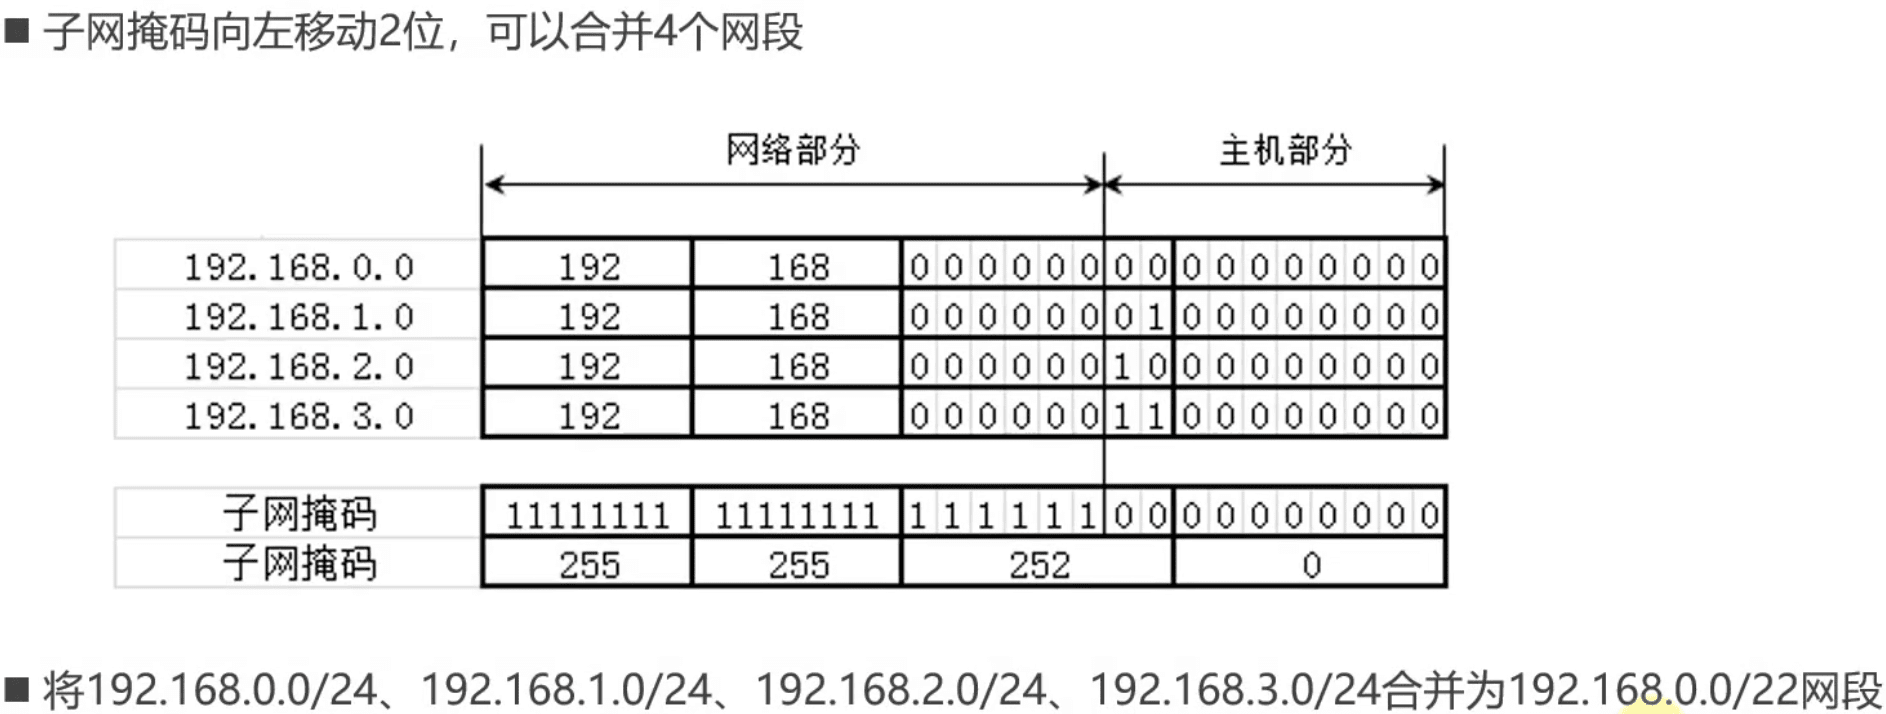 ■ 子网掩码向左移动2位，可以合并4个网段
网络部分 主机部分
192.168.0.0 192 168 0 0 0 0 0 0 0 0 0 0 0 0 0 0 0 0
192.168.1.0 192 168 0 0 0 0 0 0 0 1 0 0 0 0 0 0 0 0
192.168.2.0 192 168 0 0 0 0 0 0 1 0 0 0 0 0 0 0 0 0
192.168.3.0 192 168 0 0 0 0 0 0 1 1 0 0 0 0 0 0 0 0
子网掩码 11111111 11111111 1 1 1 1 1 1 0 0 0 0 0 0 0 0 0 0
子网掩码 255 255 252 0
■ 将192.168.0.0/24、192.168.1.0/24、192.168.2.0/24、192.168.3.0/24合并为192.168.0.0/22网段